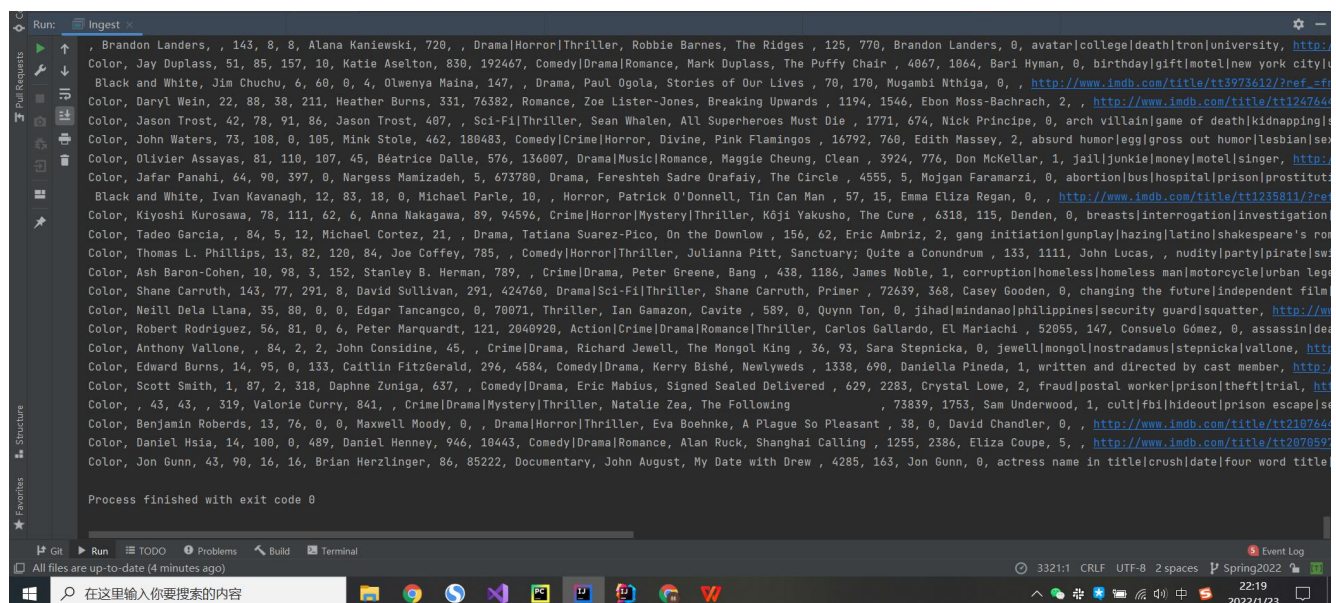 Run: Ingest
, Brandon Landers, , 143, 8, 8, Alana Kaniewski, 720, , Drama|Horror|Thriller, Robbie Barnes, The Ridges , 125, 770, Brandon Landers, 0, avatar|college|death|tron|university, http:/
Color, Jay Duplass, 51, 85, 157, 10, Katie Aselton, 830, 192467, Comedy|Drama|Romance, Mark Duplass, The Puffy Chair , 4067, 1064, Bari Hyman, 0, birthday|gift|motel|new york city|
Black and White, Jim Chuchu, 6, 60, 0, 4, Olwenya Maina, 147, , Drama, Paul Ogola, Stories of Our Lives , 70, 170, Mugambi Nthiga, 0, , http://www.imdb.com/title/tt3973612/?ref_=f
Color, Daryl Wein, 22, 88, 38, 211, Heather Burns, 331, 76382, Romance, Zoe Lister-Jones, Breaking Upwards , 1194, 1546, Ebon Moss-Bachrach, 2, , http://www.imdb.com/title/tt124764
Color, Jason Trost, 42, 78, 91, 86, Jason Trost, 407, , Sci-Fi|Thriller, Sean Whalen, All Superheroes Must Die , 1771, 674, Nick Principe, 0, arch villain|game of death|kidnapping|
Color, John Waters, 73, 108, 0, 105, Mink Stole, 462, 180483, Comedy|Crime|Horror, Divine, Pink Flamingos , 16792, 760, Edith Massey, 2, absurd humor|egg|gross out humor|lesbian|se
Color, Olivier Assayas, 81, 110, 107, 45, Béatrice Dalle, 576, 136007, Drama|Music|Romance, Maggie Cheung, Clean , 3924, 776, Don McKellar, 1, jail|junkie|money|motel|singer, http:/
Color, Jafar Panahi, 64, 90, 397, 0, Nargess Mamizadeh, 5, 673780, Drama, Fereshteh Sadre Orafaiy, The Circle , 4555, 5, Mojgan Faramarzi, 0, abortion|bus|hospital|prison|prostituti
Black and White, Ivan Kavanagh, 12, 83, 18, 0, Michael Parle, 10, , Horror, Patrick O'Donnell, Tin Can Man , 57, 15, Emma Eliza Regan, 0, , http://www.imdb.com/title/tt1235811/?ref
Color, Kiyoshi Kurosawa, 78, 111, 62, 6, Anna Nakagawa, 89, 94596, Crime|Horror|Mystery|Thriller, Kôji Yakusho, The Cure , 6318, 115, Denden, 0, breasts|interrogation|investigation|
Color, Tadeo Garcia, , 84, 5, 12, Michael Cortez, 21, , Drama, Tatiana Suarez-Pico, On the Downlow , 156, 62, Eric Ambriz, 2, gang initiation|gunplay|hazing|latino|shakespeare's rom
Color, Thomas L. Phillips, 13, 82, 120, 84, Joe Coffey, 785, , Comedy|Horror|Thriller, Julianna Pitt, Sanctuary; Quite a Conundrum , 133, 1111, John Lucas, , nudity|party|pirate|swi
Color, Ash Baron-Cohen, 10, 98, 3, 152, Stanley B. Herman, 789, , Crime|Drama, Peter Greene, Bang , 438, 1186, James Noble, 1, corruption|homeless|homeless man|motorcycle|urban lege
Color, Shane Carruth, 143, 77, 291, 8, David Sullivan, 291, 424760, Drama|Sci-Fi|Thriller, Shane Carruth, Primer , 72639, 368, Casey Gooden, 0, changing the future|independent film|
Color, Neill Dela Llana, 35, 80, 0, 0, Edgar Tancangco, 0, 70071, Thriller, Ian Gamazon, Cavite , 589, 0, Quynn Ton, 0, jihad|mindanao|philippines|security guard|squatter, http://ww
Color, Robert Rodriguez, 56, 81, 0, 6, Peter Marquardt, 121, 2040920, Action|Crime|Drama|Romance|Thriller, Carlos Gallardo, El Mariachi , 52055, 147, Consuelo Gómez, 0, assassin|dea
Color, Anthony Vallone, , 84, 2, 2, John Considine, 45, , Crime|Drama, Richard Jewell, The Mongol King , 36, 93, Sara Stepnicka, 0, jewell|mongol|nostradamus|stepnicka|vallone, http
Color, Edward Burns, 14, 95, 0, 133, Caitlin FitzGerald, 296, 4584, Comedy|Drama, Kerry Bishé, Newlyweds , 1338, 690, Daniella Pineda, 1, written and directed by cast member, http:/
Color, Scott Smith, 1, 87, 2, 318, Daphne Zuniga, 637, , Comedy|Drama, Eric Mabius, Signed Sealed Delivered , 629, 2283, Crystal Lowe, 2, fraud|postal worker|prison|theft|trial, htt
Color, , 43, 43, , 319, Valorie Curry, 841, , Crime|Drama|Mystery|Thriller, Natalie Zea, The Following , 73839, 1753, Sam Underwood, 1, cult|fbi|hideout|prison escape|se
Color, Benjamin Roberds, 13, 76, 0, 0, Maxwell Moody, 0, , Drama|Horror|Thriller, Eva Boehnke, A Plague So Pleasant , 38, 0, David Chandler, 0, , http://www.imdb.com/title/tt2107644
Color, Daniel Hsia, 14, 100, 0, 489, Daniel Henney, 946, 10443, Comedy|Drama|Romance, Alan Ruck, Shanghai Calling , 1255, 2386, Eliza Coupe, 5, , http://www.imdb.com/title/tt2070597
Color, Jon Gunn, 43, 90, 16, 16, Brian Herzlinger, 86, 85222, Documentary, John August, My Date with Drew , 4285, 163, Jon Gunn, 0, actress name in title|crush|date|four word title|
Process finished with exit code 0
Pull Requests
Structure
Favorites
Git Run TODO Problems Build Terminal 5 Event Log
All files are up-to-date (4 minutes ago) 3321:1 CRLF UTF-8 2 spaces Spring2022
在这里输入你要搜索的内容
中
22:19
2022/1/23